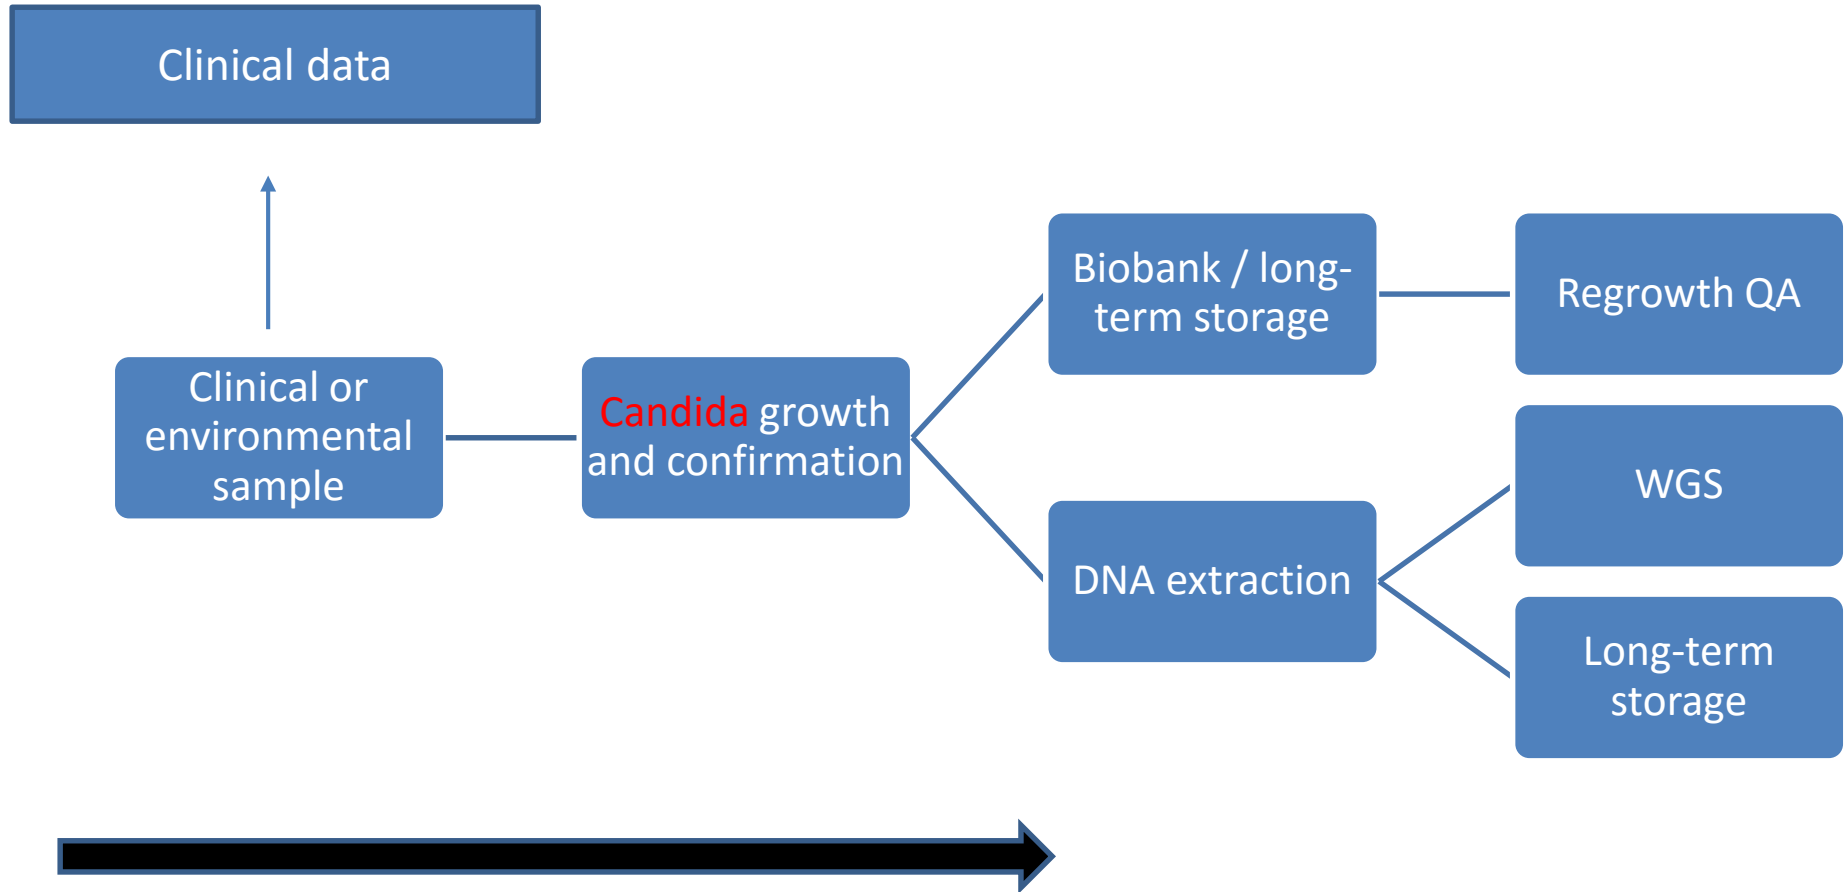 Clinical data
Clinical or
environmental
sample
Candida growth
and confirmation
Biobank / long-
term storage
Regrowth QA
DNA extraction
WGS
Long-term
storage